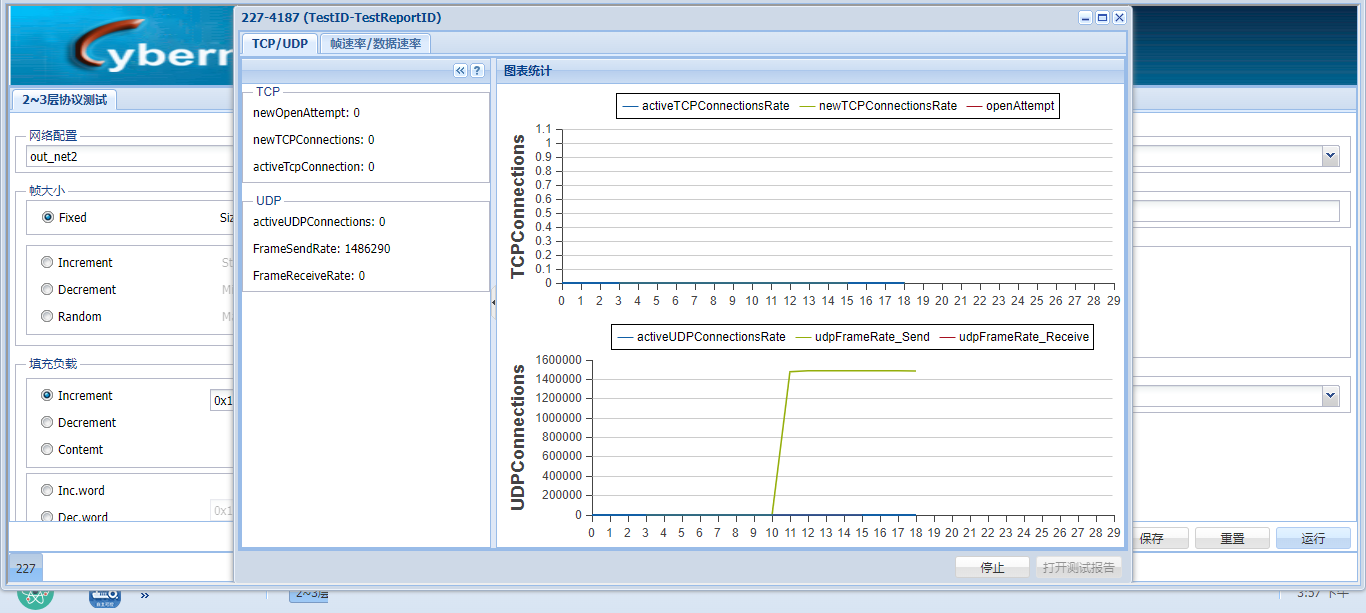 227-4187 (TestID-TestReportID)
TCP/UDP
帧速率/数据速率
图表统计
TCP
newOpenAttempt: 0
newTCPConnections: 0
activeTcpConnection: 0
UDP
activeUDPConnections: 0
FrameSendRate: 1486290
FrameReceiveRate: 0
activeTCPConnectionsRate newTCPConnectionsRate openAttempt
TCPConnections
1.1
1
0.9
0.8
0.7
0.6
0.5
0.4
0.3
0.2
0.1
0
0 1 2 3 4 5 6 7 8 9 10 11 12 13 14 15 16 17 18 19 20 21 22 23 24 25 26 27 28 29
activeUDPConnectionsRate udpFrameRate_Send udpFrameRate_Receive
UDPConnections
1600000
1400000
1200000
1000000
800000
600000
400000
200000
0
0 1 2 3 4 5 6 7 8 9 10 11 12 13 14 15 16 17 18 19 20 21 22 23 24 25 26 27 28 29
停止
打开测试报告
Cybern
2~3层协议测试
网络配置
out_net2
帧大小
Fixed
Siz
Increment
St
Decrement
Random
填充负载
Increment
0x1
Decrement
Contemt
Inc.word
Dec.word
0x1
保存
重置
运行
227
2~3层
3:57 下午